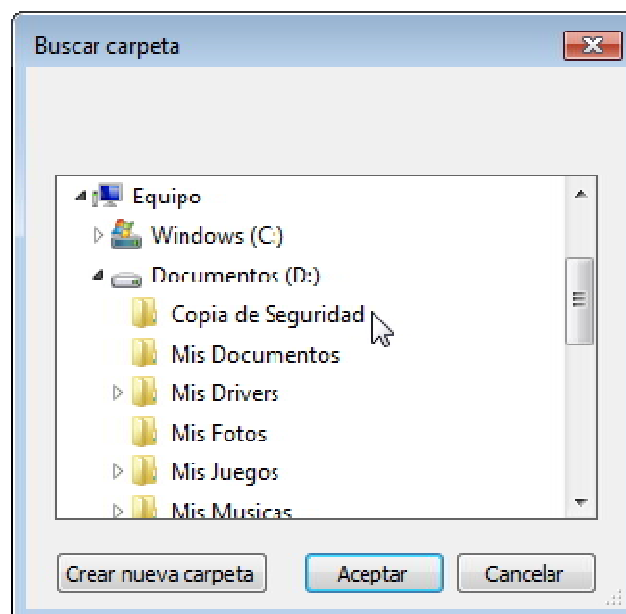 Buscar carpeta
Equipo
Windows (C:)
Documentos (D:)
Copia de Seguridad
Mis Documentos
Mis Drivers
Mis Fotos
Mis Juegos
Mis Musicas
Crear nueva carpeta Aceptar Cancelar